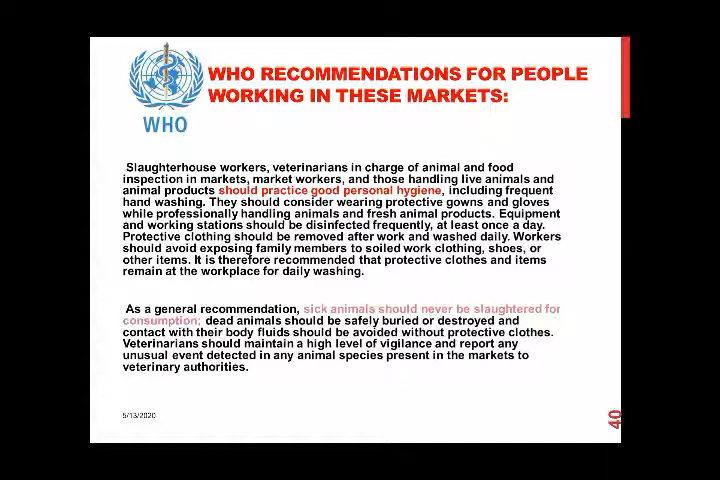 WHO RECOMMENDATIONS FOR PEOPLE
WORKING IN THESE MARKETS:
WHO
Slaughterhouse workers, veterinarians in charge of animal and food
inspection in markets, market workers, and those handling live animals and
animal products should practice good personal hygiene, including frequent
hand washing. They should consider wearing protective gowns and gloves
while professionally handling animals and fresh animal products. Equipment
and working stations should be disinfected frequently, at least once a day.
Protective clothing should be removed after work and washed daily. Workers
should avoid exposing family members to soiled work clothing, shoes, or
other items. It is therefore recommended that protective clothes and items
remain at the workplace for daily washing.
As a general recommendation, sick animals should never be slaughtered for
consumption; dead animals should be safely buried or destroyed and
contact with their body fluids should be avoided without protective clothes.
Veterinarians should maintain a high level of vigilance and report any
unusual event detected in any animal species present in the markets to
veterinary authorities.
5/13/2020
40